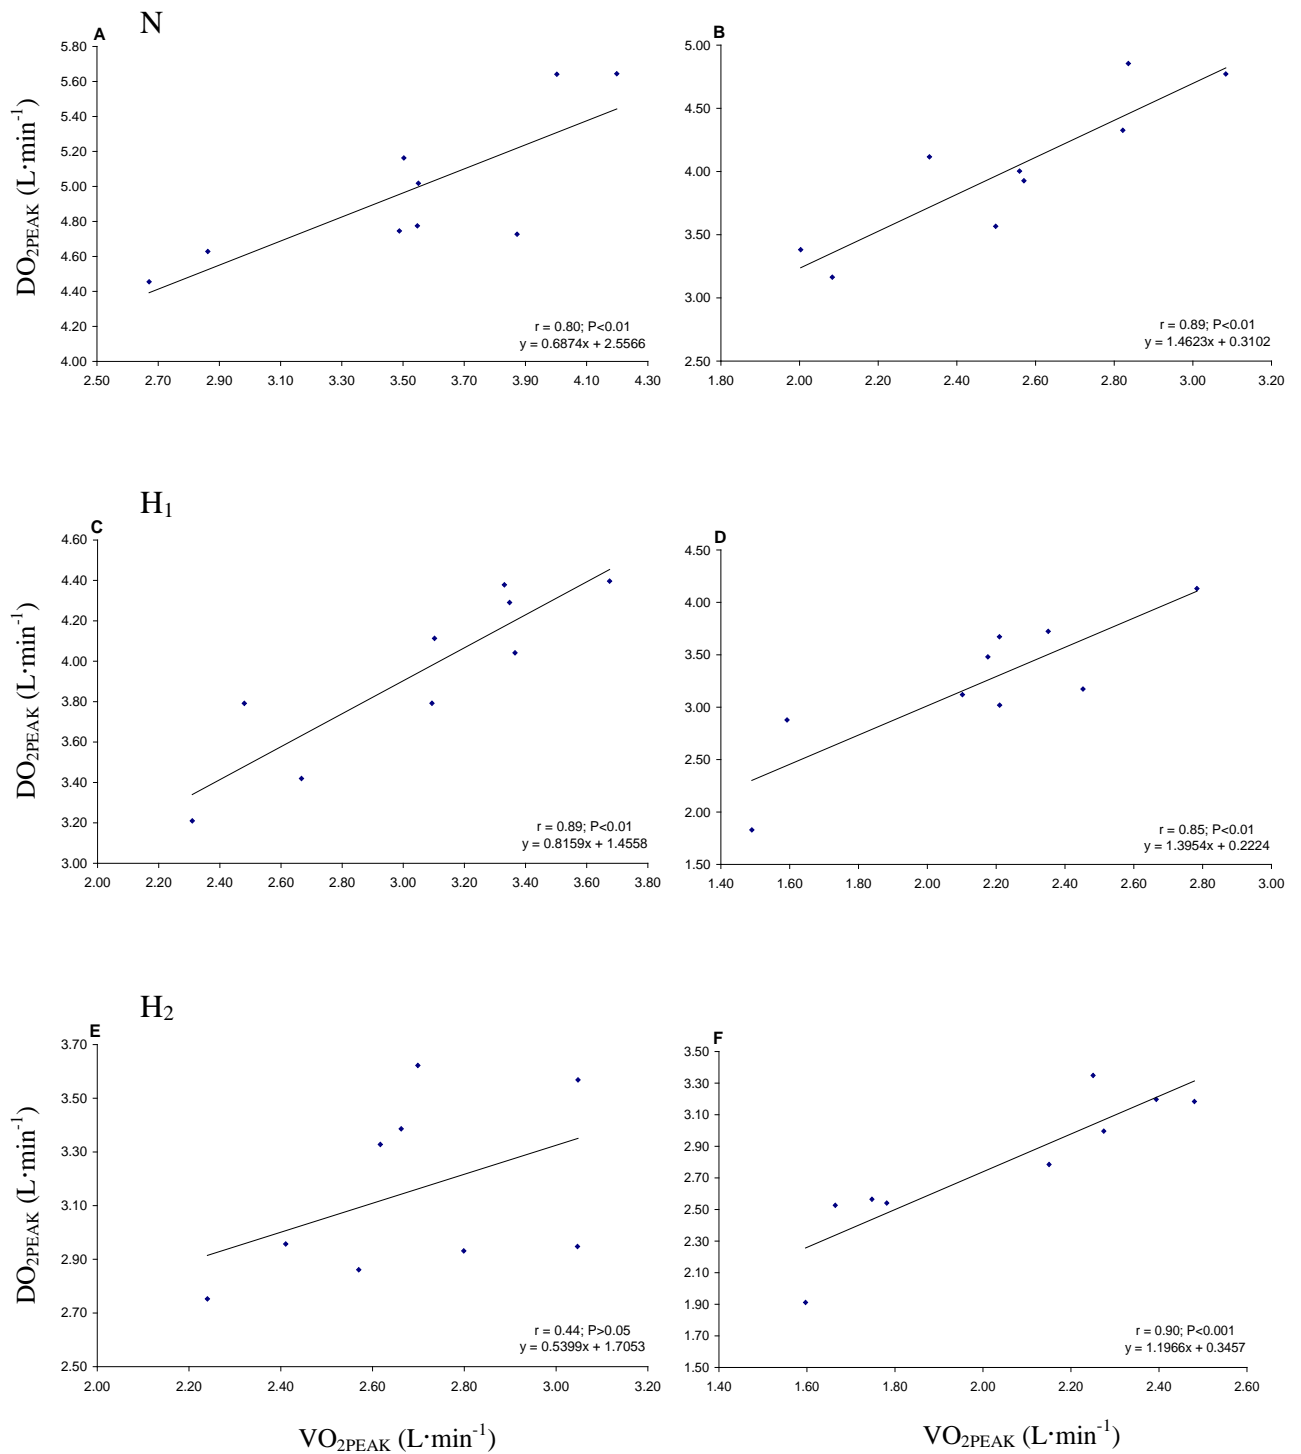 N
A
B
5.80
5.60
5.40
5.20
5.00
4.80
4.60
4.40
4.20
4.00
DO2PEAK (L·min-1)
r = 0.80; P<0.01
y = 0.6874x + 2.5566
2.50 2.70 2.90 3.10 3.30 3.50 3.70 3.90 4.10 4.30
5.00
4.50
4.00
3.50
3.00
2.50
r = 0.89; P<0.01
y = 1.4623x + 0.3102
1.80 2.00 2.20 2.40 2.60 2.80 3.00 3.20
H1
C
D
4.60
4.40
4.20
4.00
3.80
3.60
3.40
3.20
3.00
DO2PEAK (L·min-1)
r = 0.89; P<0.01
y = 0.8159x + 1.4558
2.00 2.20 2.40 2.60 2.80 3.00 3.20 3.40 3.60 3.80
4.50
4.00
3.50
3.00
2.50
2.00
1.50
r = 0.85; P<0.01
y = 1.3954x + 0.2224
1.40 1.60 1.80 2.00 2.20 2.40 2.60 2.80 3.00
H2
E
F
3.70
3.50
3.30
3.10
2.90
2.70
2.50
DO2PEAK (L·min-1)
r = 0.44; P>0.05
y = 0.5399x + 1.7053
2.00 2.20 2.40 2.60 2.80 3.00 3.20
VO2PEAK (L·min-1)
3.50
3.30
3.10
2.90
2.70
2.50
2.30
2.10
1.90
1.70
1.50
r = 0.90; P<0.001
y = 1.1966x + 0.3457
1.40 1.60 1.80 2.00 2.20 2.40 2.60
VO2PEAK (L·min-1)